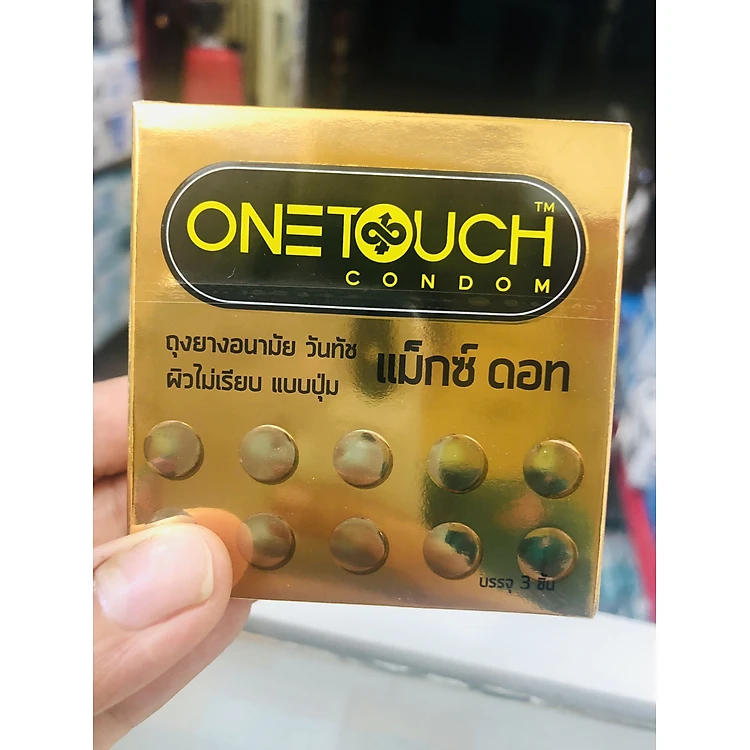 ONETOUCH™
CONDOM
ถุงยางอนามัย วันทัช
ผิวไม่เรียบ แบบปุ่ม
แม็กซ์ ดอท
บรรจุ 3 ชิ้น